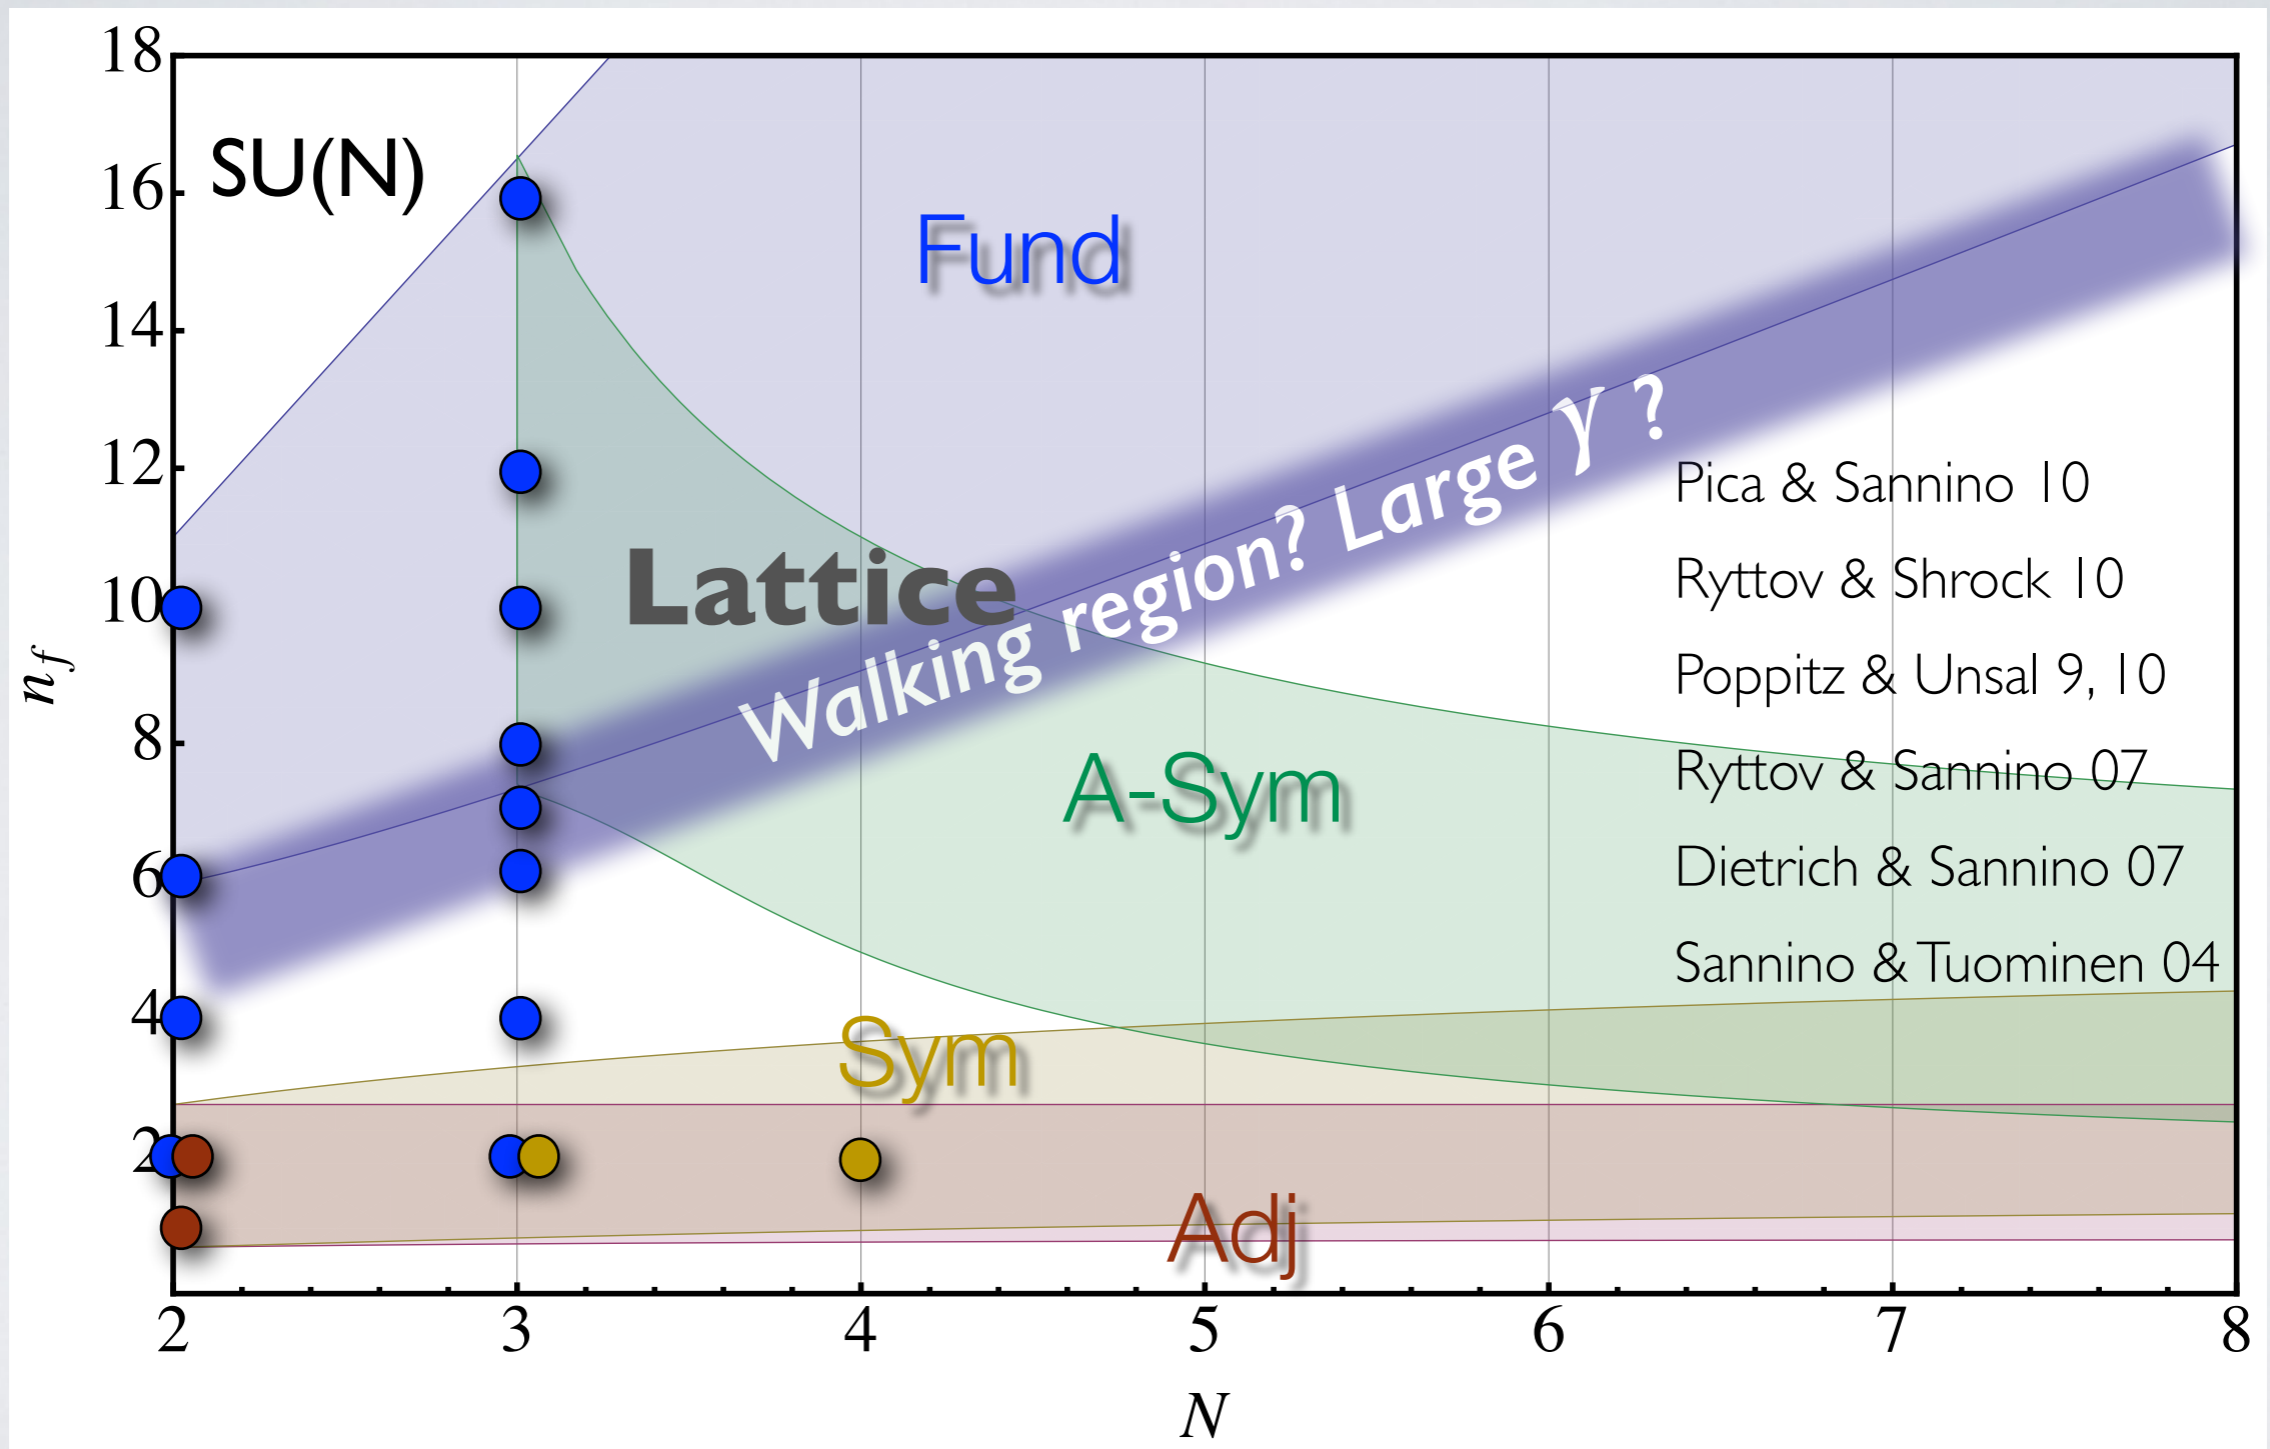 18
16
14
12
10
8
6
4
2
n_f
SU(N)
Fund
Lattice
Walking region? Large γ ?
A-Sym
Sym
Adj
Pica & Sannino 10
Ryttov & Shrock 10
Poppitz & Unsal 9, 10
Ryttov & Sannino 07
Dietrich & Sannino 07
Sannino & Tuominen 04
2 3 4 5 6 7 8
N